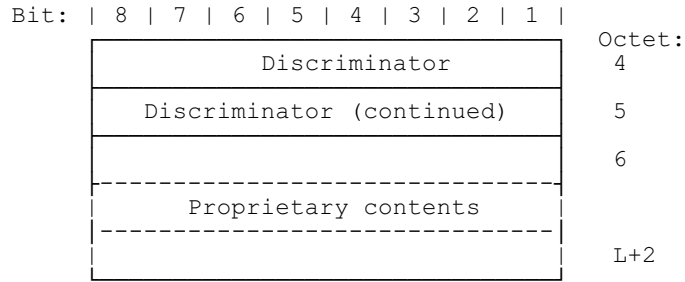 Bit: | 8 | 7 | 6 | 5 | 4 | 3 | 2 | 1 |
Octet:
Discriminator 4
Discriminator (continued) 5
6
Proprietary contents
L+2